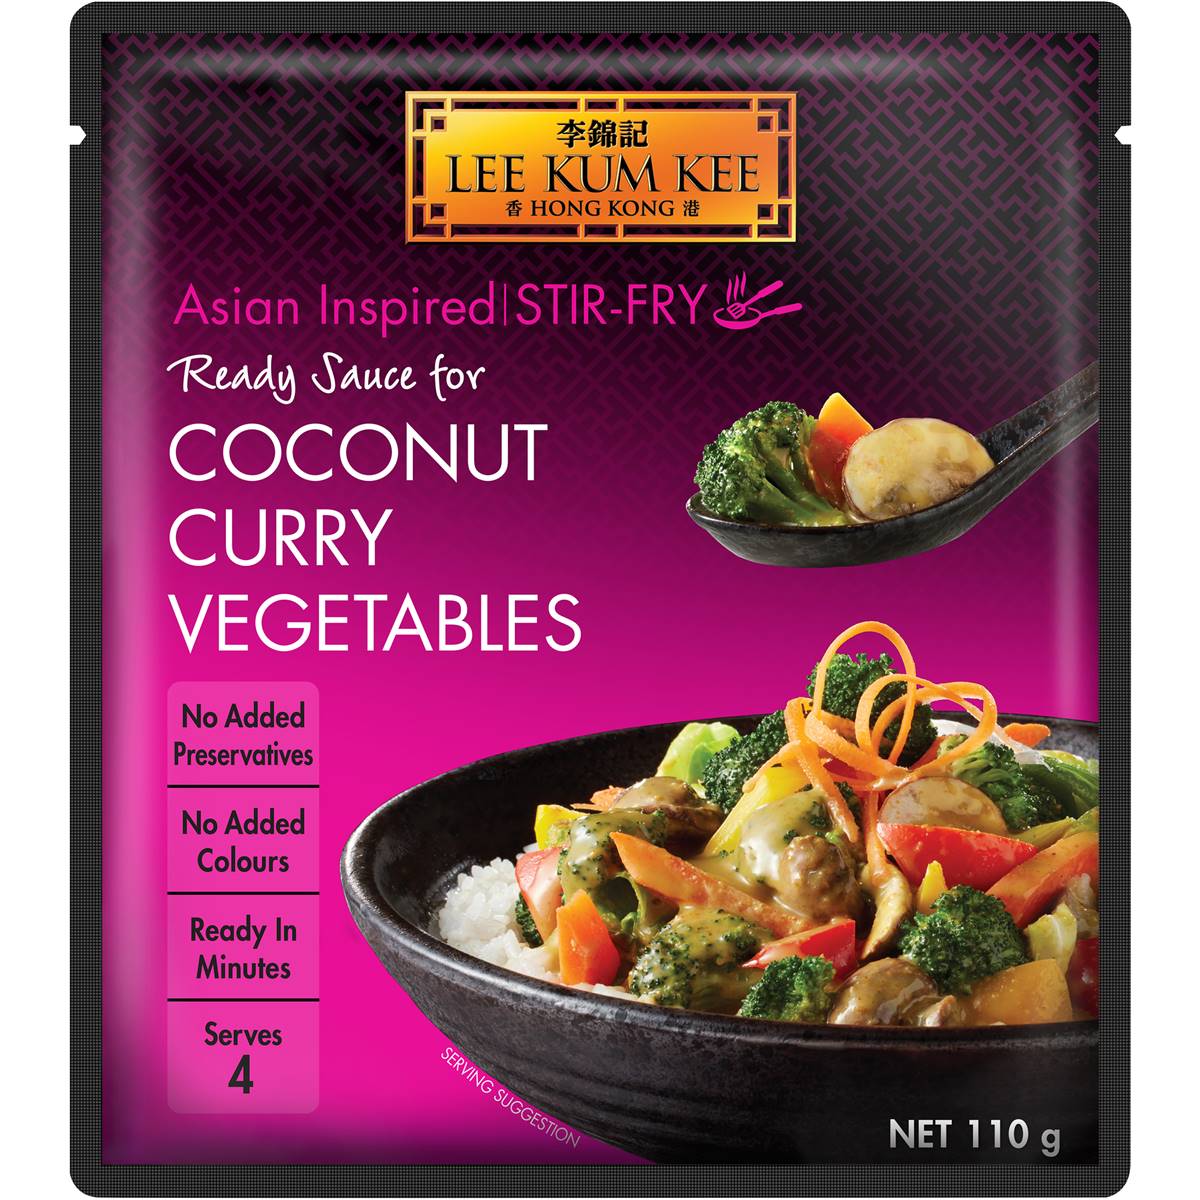 李錦記
LEE KUM KEE
香 HONG KONG 港
Asian Inspired|STIR-FRY
Ready Sauce for
COCONUT
CURRY
VEGETABLES
No Added
Preservatives
No Added
Colours
Ready In
Minutes
Serves
4
SERVING SUGGESTION
NET 110 g